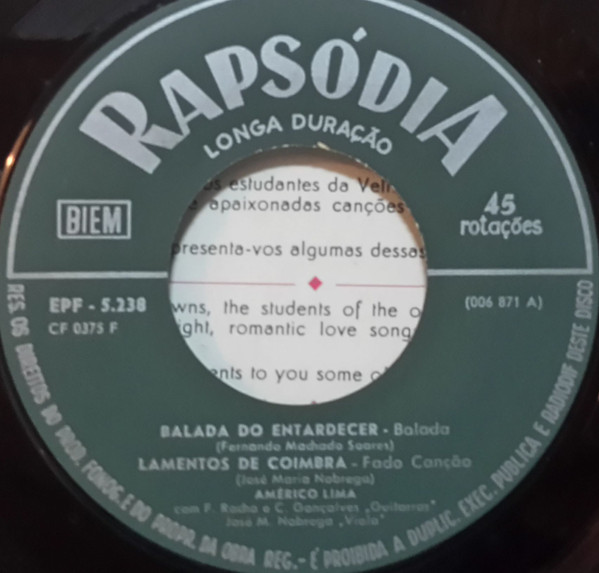 RAPSÓDIA
LONGA DURAÇÃO
BIEM
45
rotações
estudantes da Vel
apaixonadas canções
presenta-vos algumas dessas
wns, the students of the o
ight, romantic love song
nts to you some o
EPF - 5.238
CF 0375 F
(006 871 A)
BALADA DO ENTARDECER - Balada
(Fernando Machado Soares)
LAMENTOS DE COIMBRA - Fado Canção
(José Maria Nobrega)
AMÉRICO LIMA
com F. Rocha e C. Gonçalves „Guitarras"
José M. Nobrega „Viola"
RES. OS DIREITOS DO PROD. FONOG. E DO PROPR. DA OBRA REG. - É PROIBIDA A DUPLIC. EXEC. PUBLICA E RADIODIF DESTE DISCO